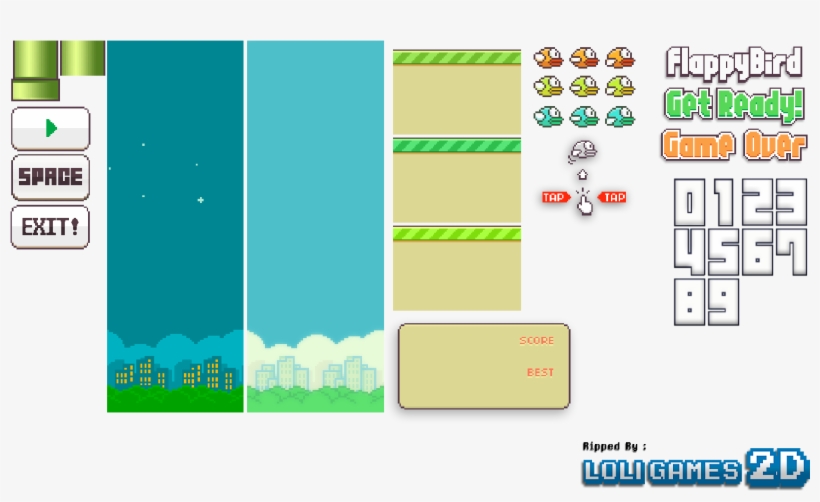 SPACE
EXIT!
SCORE
BEST
TAP TAP
FlappyBird
Get Ready!
Game Over
0123
4567
89
Ripped By :
LOLI GAMES 2D